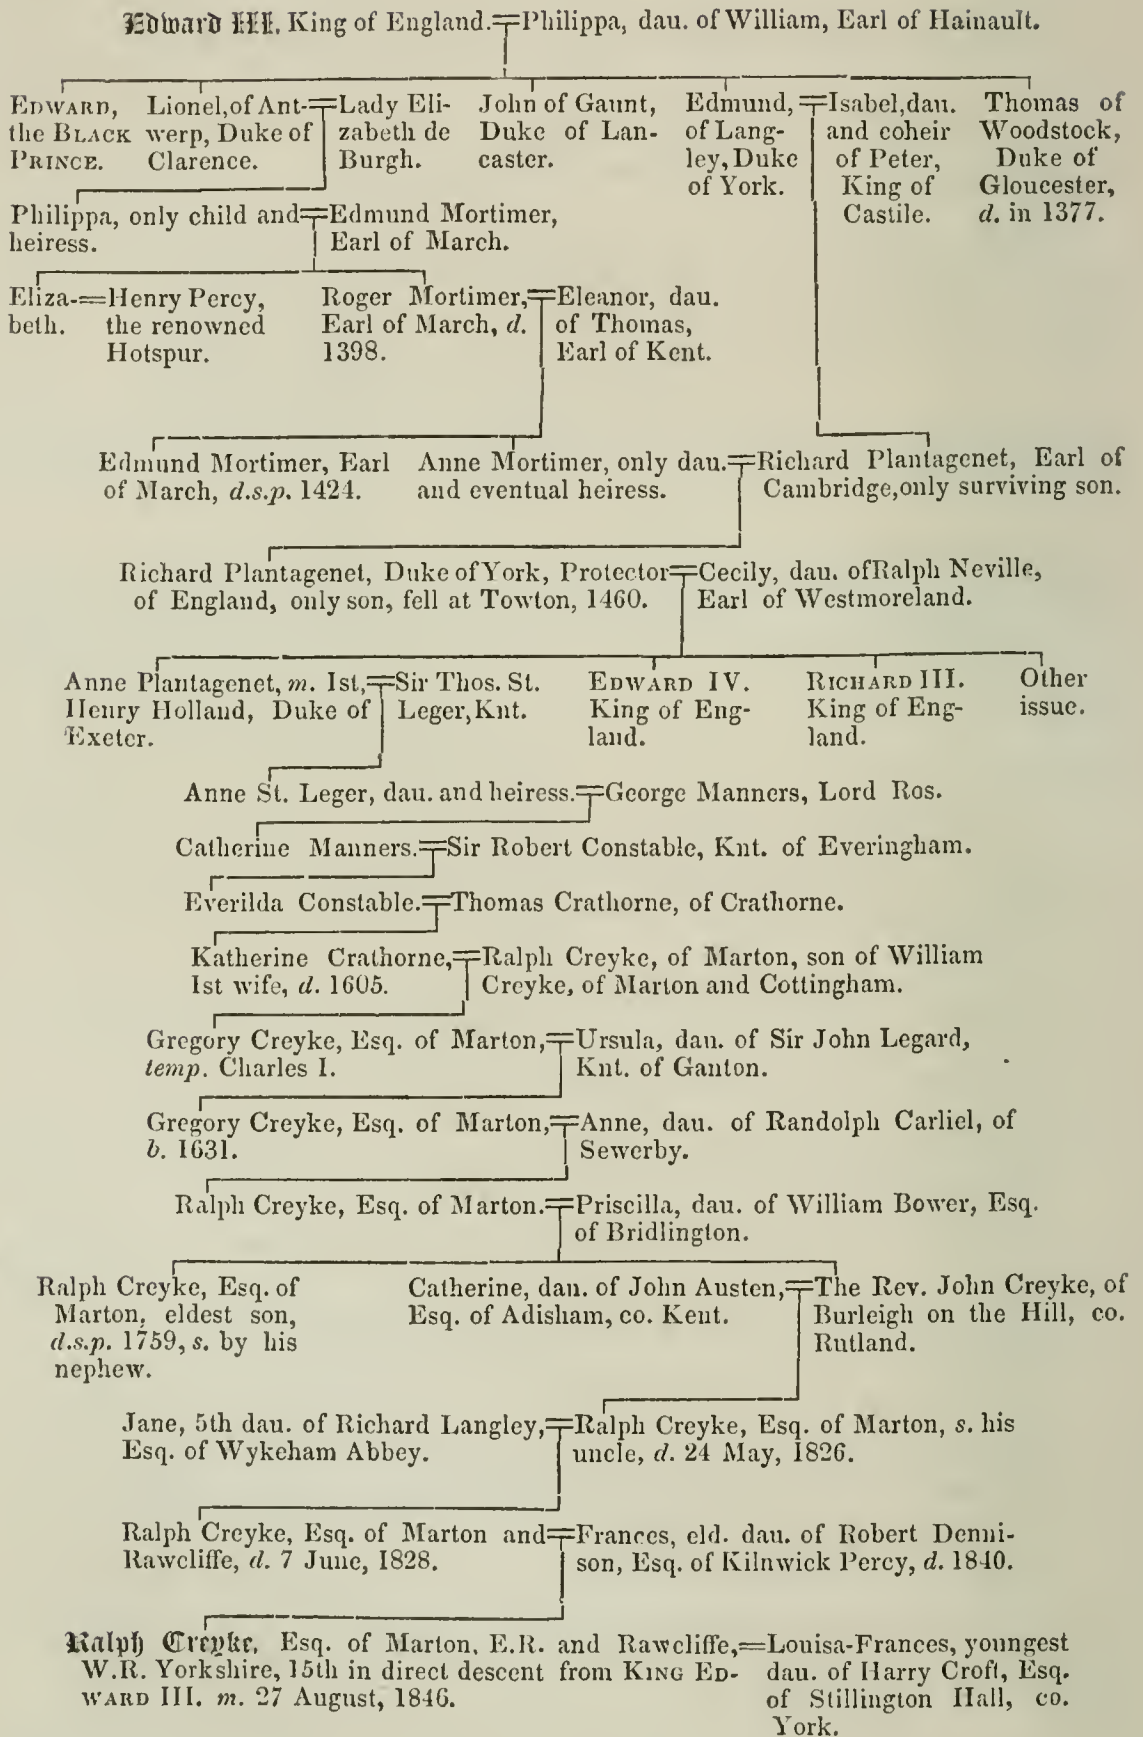 Edward III. King of England.=Philippa, dau. of William, Earl of Hainault.
EDWARD, the BLACK PRINCE.
Lionel, of Ant-=Lady Eli-
werp, Duke of zabeth de
Clarence. Burgh.
John of Gaunt,
Duke of Lan-
caster.
Edmund,=Isabel, dau.
of Lang- and coheir
ley, Duke of Peter,
of York. King of
Castile.
Thomas of
Woodstock,
Duke of
Gloucester,
d. in 1377.
Philippa, only child and=Edmund Mortimer,
heiress. Earl of March.
Eliza-=Henry Percy,
beth. the renowned
Hotspur.
Roger Mortimer,=Eleanor, dau.
Earl of March, d. of Thomas,
1398. Earl of Kent.
Edmund Mortimer, Earl
of March, d.s.p. 1424.
Anne Mortimer, only dau.=Richard Plantagenet, Earl of
and eventual heiress. Cambridge, only surviving son.
Richard Plantagenet, Duke of York, Protector=Cecily, dau. of Ralph Neville,
of England, only son, fell at Towton, 1460. Earl of Westmoreland.
Anne Plantagenet, m. 1st,=Sir Thos. St.
Henry Holland, Duke of Leger, Knt.
Exeter.
EDWARD IV.
King of Eng-
land.
RICHARD III.
King of Eng-
land.
Other
issue.
Anne St. Leger, dau. and heiress.=George Manners, Lord Ros.
Catherine Manners.=Sir Robert Constable, Knt. of Everingham.
Everilda Constable.=Thomas Crathorne, of Crathorne.
Katherine Crathorne,=Ralph Creyke, of Marton, son of William
1st wife, d. 1605. Creyke, of Marton and Cottingham.
Gregory Creyke, Esq. of Marton,=Ursula, dau. of Sir John Legard,
temp. Charles I. Knt. of Ganton.
Gregory Creyke, Esq. of Marton,=Anne, dau. of Randolph Carliel, of
b. 1631. Sewerby.
Ralph Creyke, Esq. of Marton.=Priscilla, dau. of William Bower, Esq.
of Bridlington.
Ralph Creyke, Esq. of
Marton, eldest son,
d.s.p. 1759, s. by his
nephew.
Catherine, dau. of John Austen,=The Rev. John Creyke, of
Esq. of Adisham, co. Kent. Burleigh on the Hill, co.
Rutland.
Jane, 5th dau. of Richard Langley,=Ralph Creyke, Esq. of Marton, s. his
Esq. of Wykeham Abbey. uncle, d. 24 May, 1826.
Ralph Creyke, Esq. of Marton and=Frances, eld. dau. of Robert Denni-
Rawcliffe, d. 7 June, 1828. son, Esq. of Kilnwick Percy, d. 1840.
Ralph Creyke, Esq. of Marton, E.R. and Rawcliffe,=Louisa-Frances, youngest
W.R. Yorkshire, 15th in direct descent from KING ED- dau. of Harry Croft, Esq.
WARD III. m. 27 August, 1846. of Stillington Hall, co.
York.